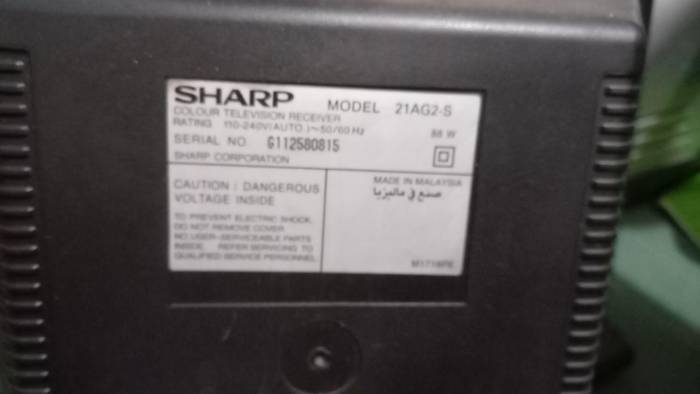 SHARP MODEL 21AG2-S
COLOUR TELEVISION RECEIVER
RATING 110-240V(AUTO.)~50/60Hz 88 W
SERIAL NO. G112580815
SHARP CORPORATION
CAUTION : DANGEROUS
VOLTAGE INSIDE
TO PREVENT ELECTRIC SHOCK,
DO NOT REMOVE COVER.
NO USER-SERVICEABLE PARTS
INSIDE. REFER SERVICING TO
QUALIFIED SERVICE PERSONNEL.
MADE IN MALAYSIA
صنع في ماليزيا